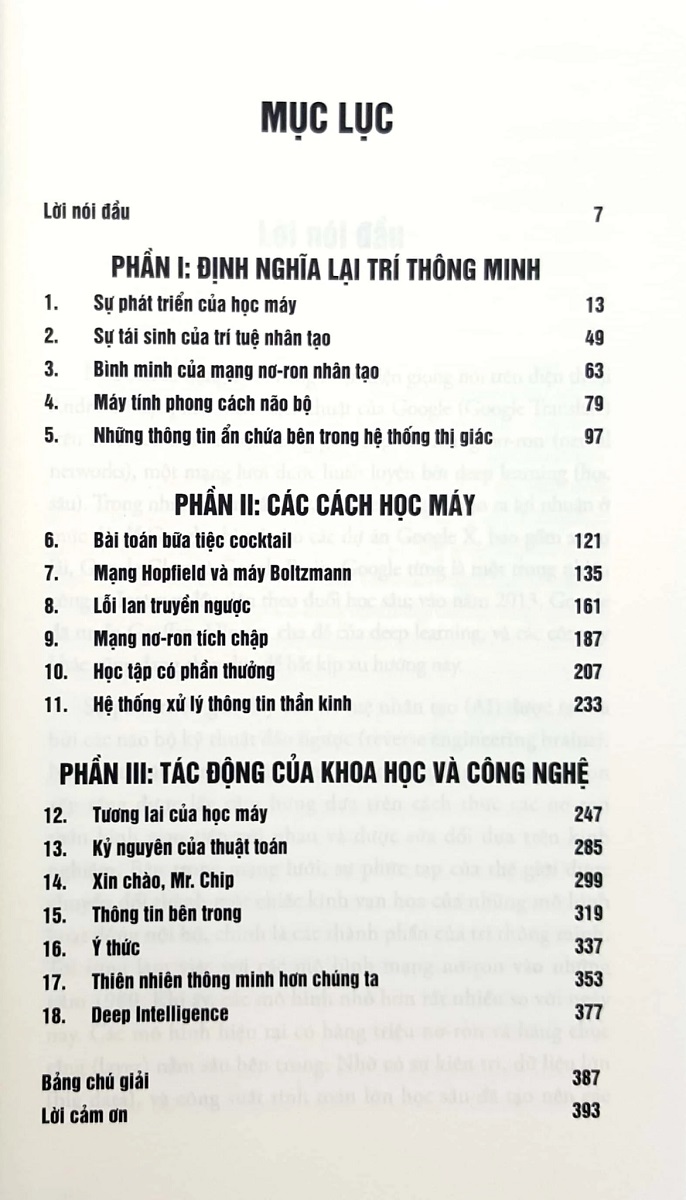 MỤC LỤC
Lời nói đầu 7
PHẦN I: ĐỊNH NGHĨA LẠI TRÍ THÔNG MINH
1. Sự phát triển của học máy 13
2. Sự tái sinh của trí tuệ nhân tạo 49
3. Bình minh của mạng nơ-ron nhân tạo 63
4. Máy tính phong cách não bộ 79
5. Những thông tin ẩn chứa bên trong hệ thống thị giác 97
PHẦN II: CÁC CÁCH HỌC MÁY
6. Bài toán bữa tiệc cocktail 121
7. Mạng Hopfield và máy Boltzmann 135
8. Lỗi lan truyền ngược 161
9. Mạng nơ-ron tích chập 187
10. Học tập có phần thưởng 207
11. Hệ thống xử lý thông tin thần kinh 233
PHẦN III: TÁC ĐỘNG CỦA KHOA HỌC VÀ CÔNG NGHỆ
12. Tương lai của học máy 247
13. Kỷ nguyên của thuật toán 285
14. Xin chào, Mr. Chip 299
15. Thông tin bên trong 319
16. Ý thức 337
17. Thiên nhiên thông minh hơn chúng ta 353
18. Deep Intelligence 377
Bảng chú giải 387
Lời cảm ơn 393